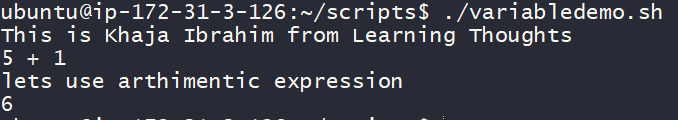 ubuntu@ip-172-31-3-126:~/scripts$ ./variabledemo.sh
This is Khaja Ibrahim from Learning Thoughts
5 + 1
lets use arthimentic expression
6